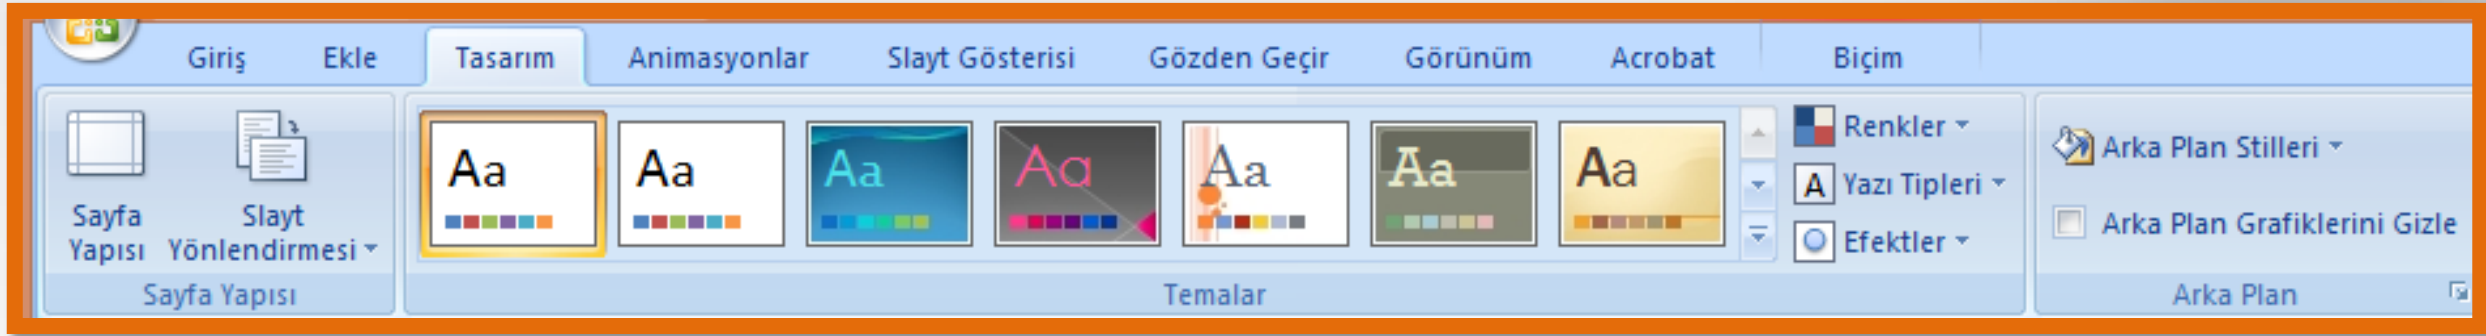 Giriş Ekle Tasarım Animasyonlar Slayt Gösterisi Gözden Geçir Görünüm Acrobat Biçim
Sayfa
Yapısı
Slayt
Yönlendirmesi
Sayfa Yapısı
Aa Aa Aa Aa Aa Aa Aa
Renkler
A Yazı Tipleri
Efektler
Temalar
Arka Plan Stilleri
Arka Plan Grafiklerini Gizle
Arka Plan